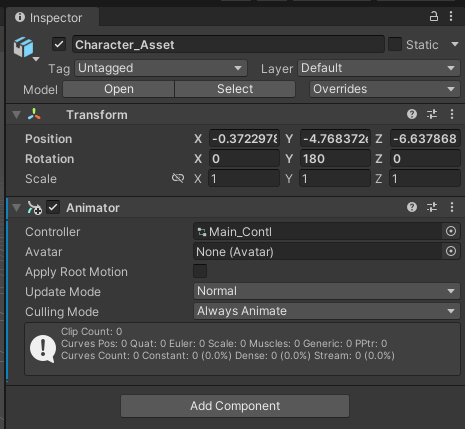 Inspector
Character_Asset Static
Tag Untagged Layer Default
Model Open Select Overrides
Transform
Position X -0.3722978 Y -4.768372e Z -6.637868
Rotation X 0 Y 180 Z 0
Scale X 1 Y 1 Z 1
Animator
Controller Main_Contl
Avatar None (Avatar)
Apply Root Motion
Update Mode Normal
Culling Mode Always Animate
Clip Count: 0
Curves Pos: 0 Quat: 0 Euler: 0 Scale: 0 Muscles: 0 Generic: 0 PPtr: 0
Curves Count: 0 Constant: 0 (0.0%) Dense: 0 (0.0%) Stream: 0 (0.0%)
Add Component